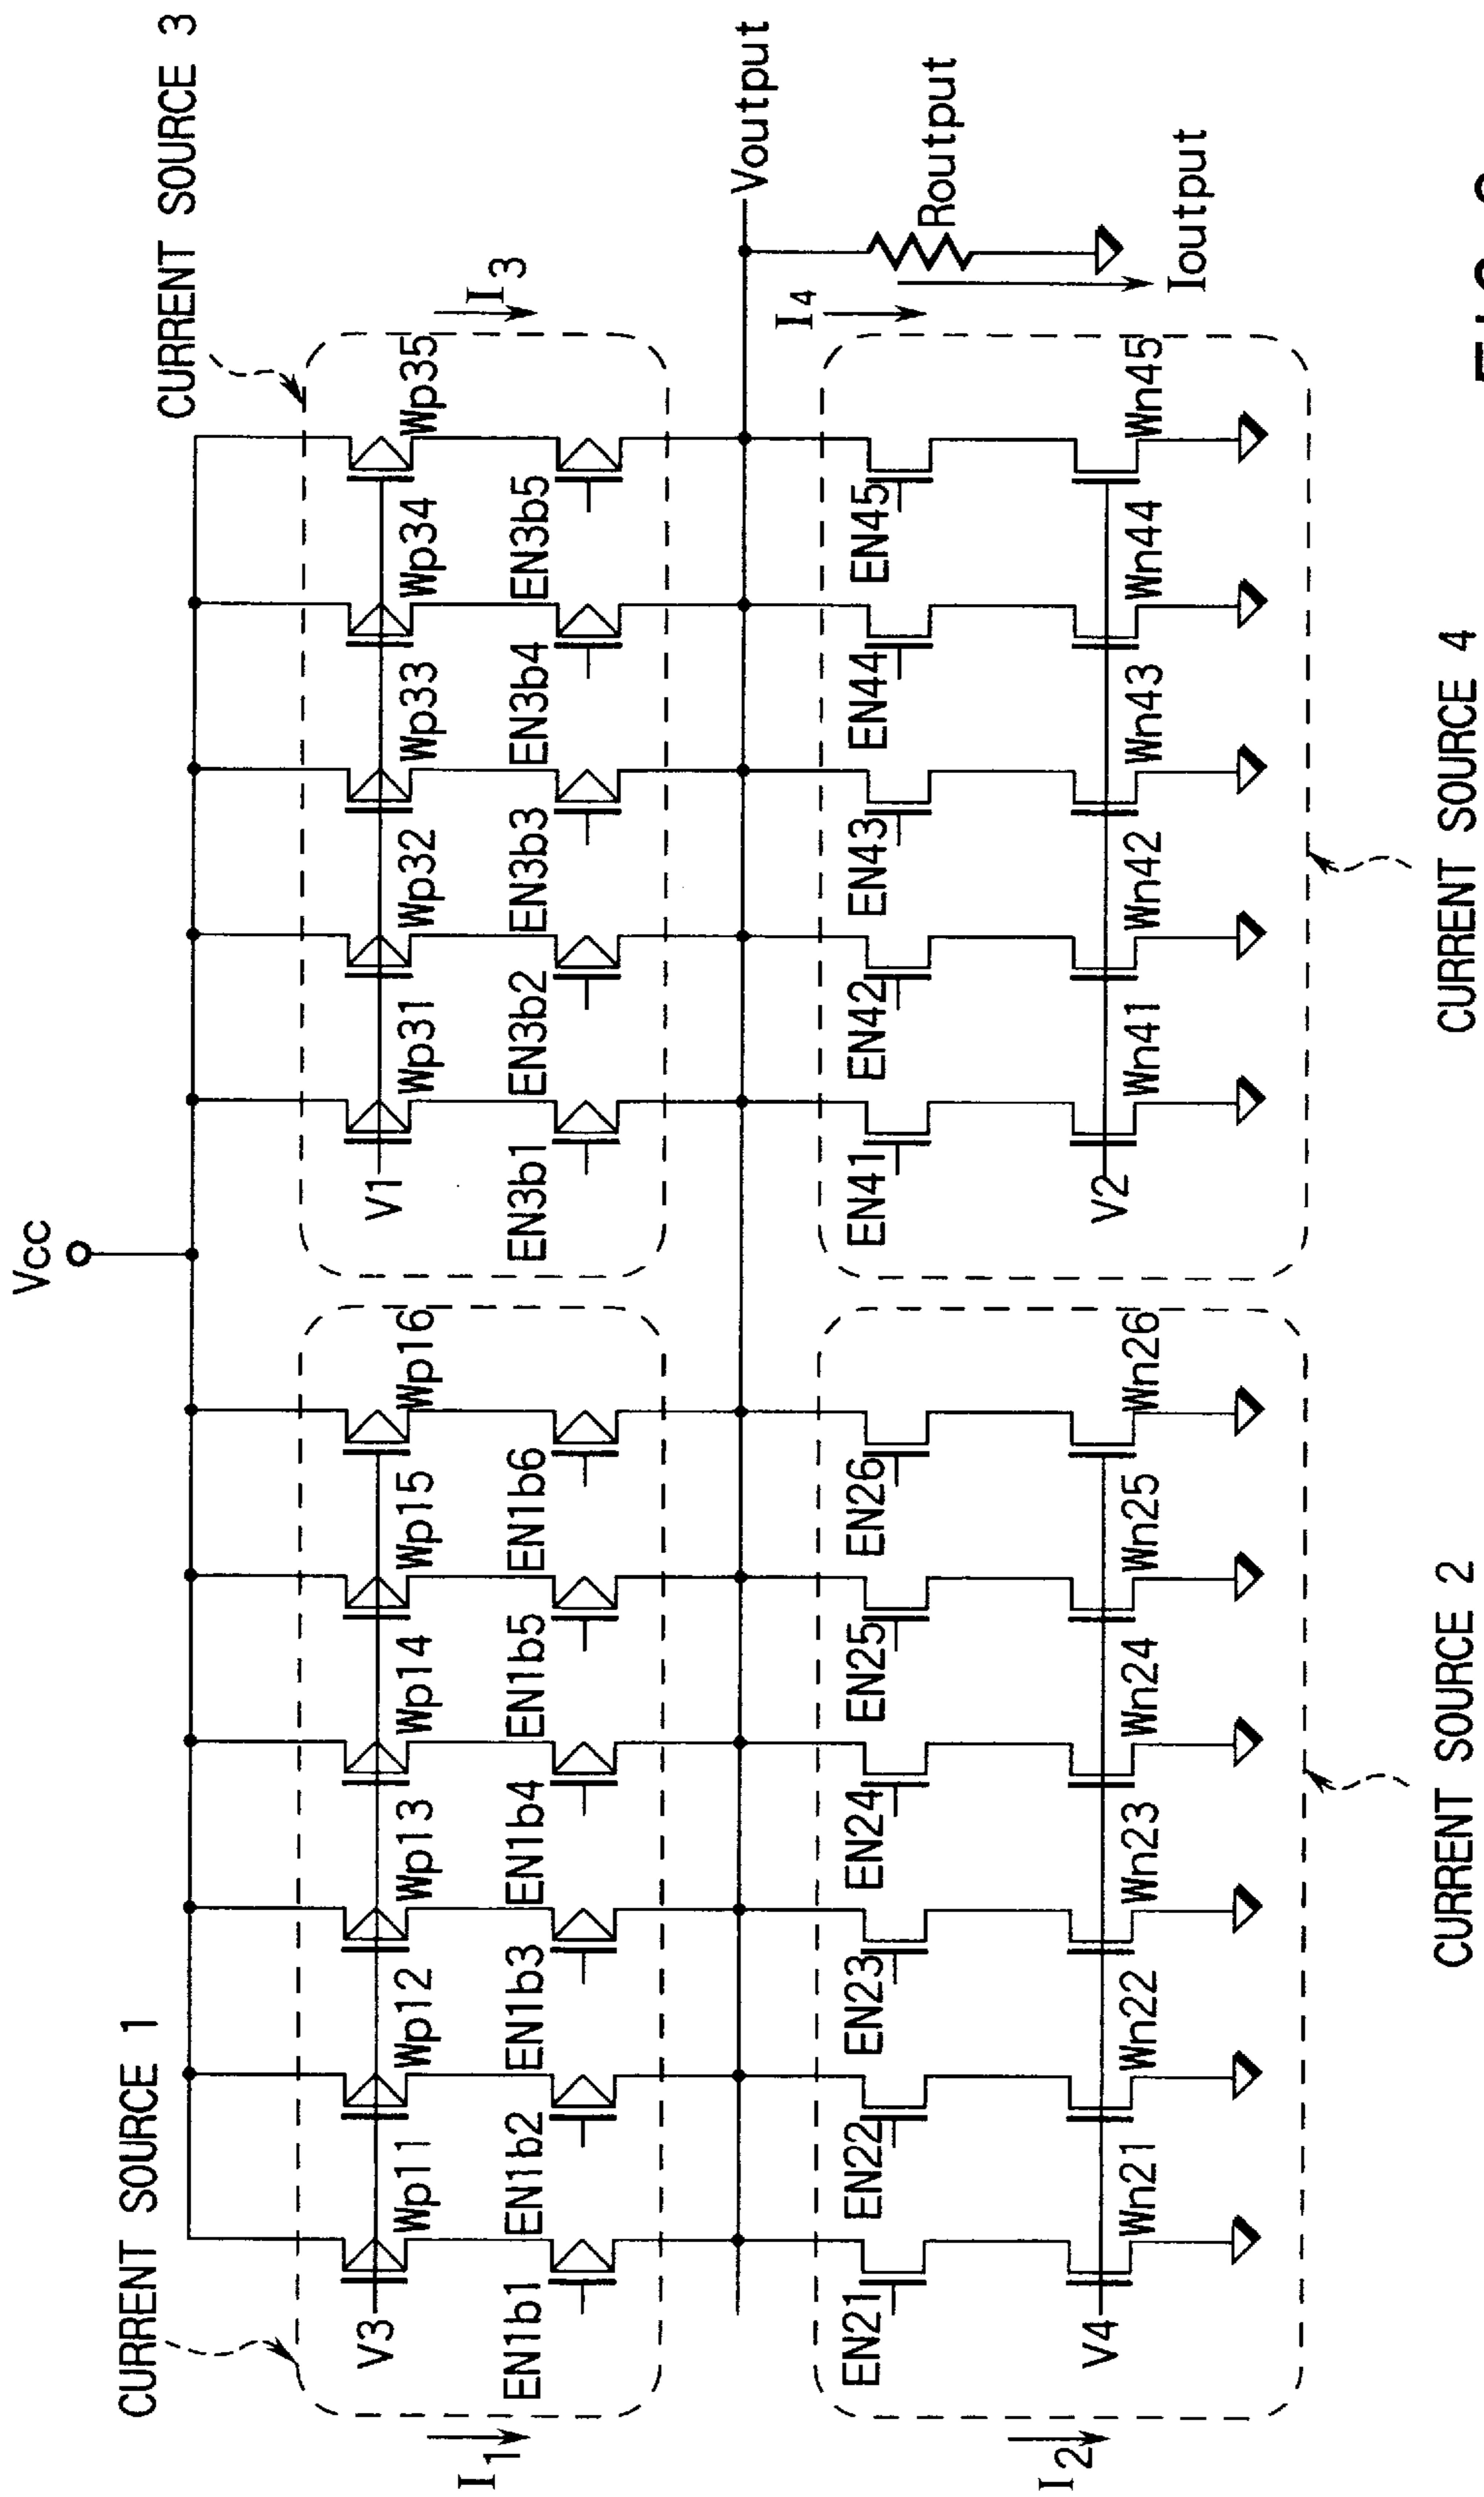 Vcc
CURRENT SOURCE 1
CURRENT SOURCE 3
V3
Wp11
Wp12
Wp13
Wp14
Wp15
Wp16
V1
Wp31
Wp32
Wp33
Wp34
Wp35
I1
EN1b1
EN1b2
EN1b3
EN1b4
EN1b5
EN1b6
EN3b1
EN3b2
EN3b3
EN3b4
EN3b5
I3
Voutput
EN21
EN22
EN23
EN24
EN25
EN26
EN41
EN42
EN43
EN44
EN45
I4
Routput
I2
V4
Wn21
Wn22
Wn23
Wn24
Wn25
Wn26
V2
Wn41
Wn42
Wn43
Wn44
Wn45
Ioutput
CURRENT SOURCE 2
CURRENT SOURCE 4